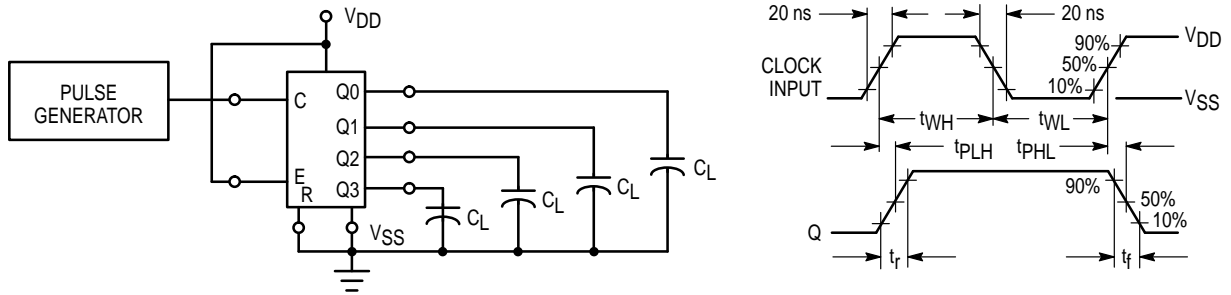 V_DD
PULSE
GENERATOR
C
E
R
Q0
Q1
Q2
Q3
V_SS
C_L
C_L
C_L
C_L
20 ns
20 ns
CLOCK
INPUT
90%
50%
10%
V_DD
V_SS
t_WH
t_WL
t_PLH
t_PHL
Q
90%
50%
10%
t_r
t_f